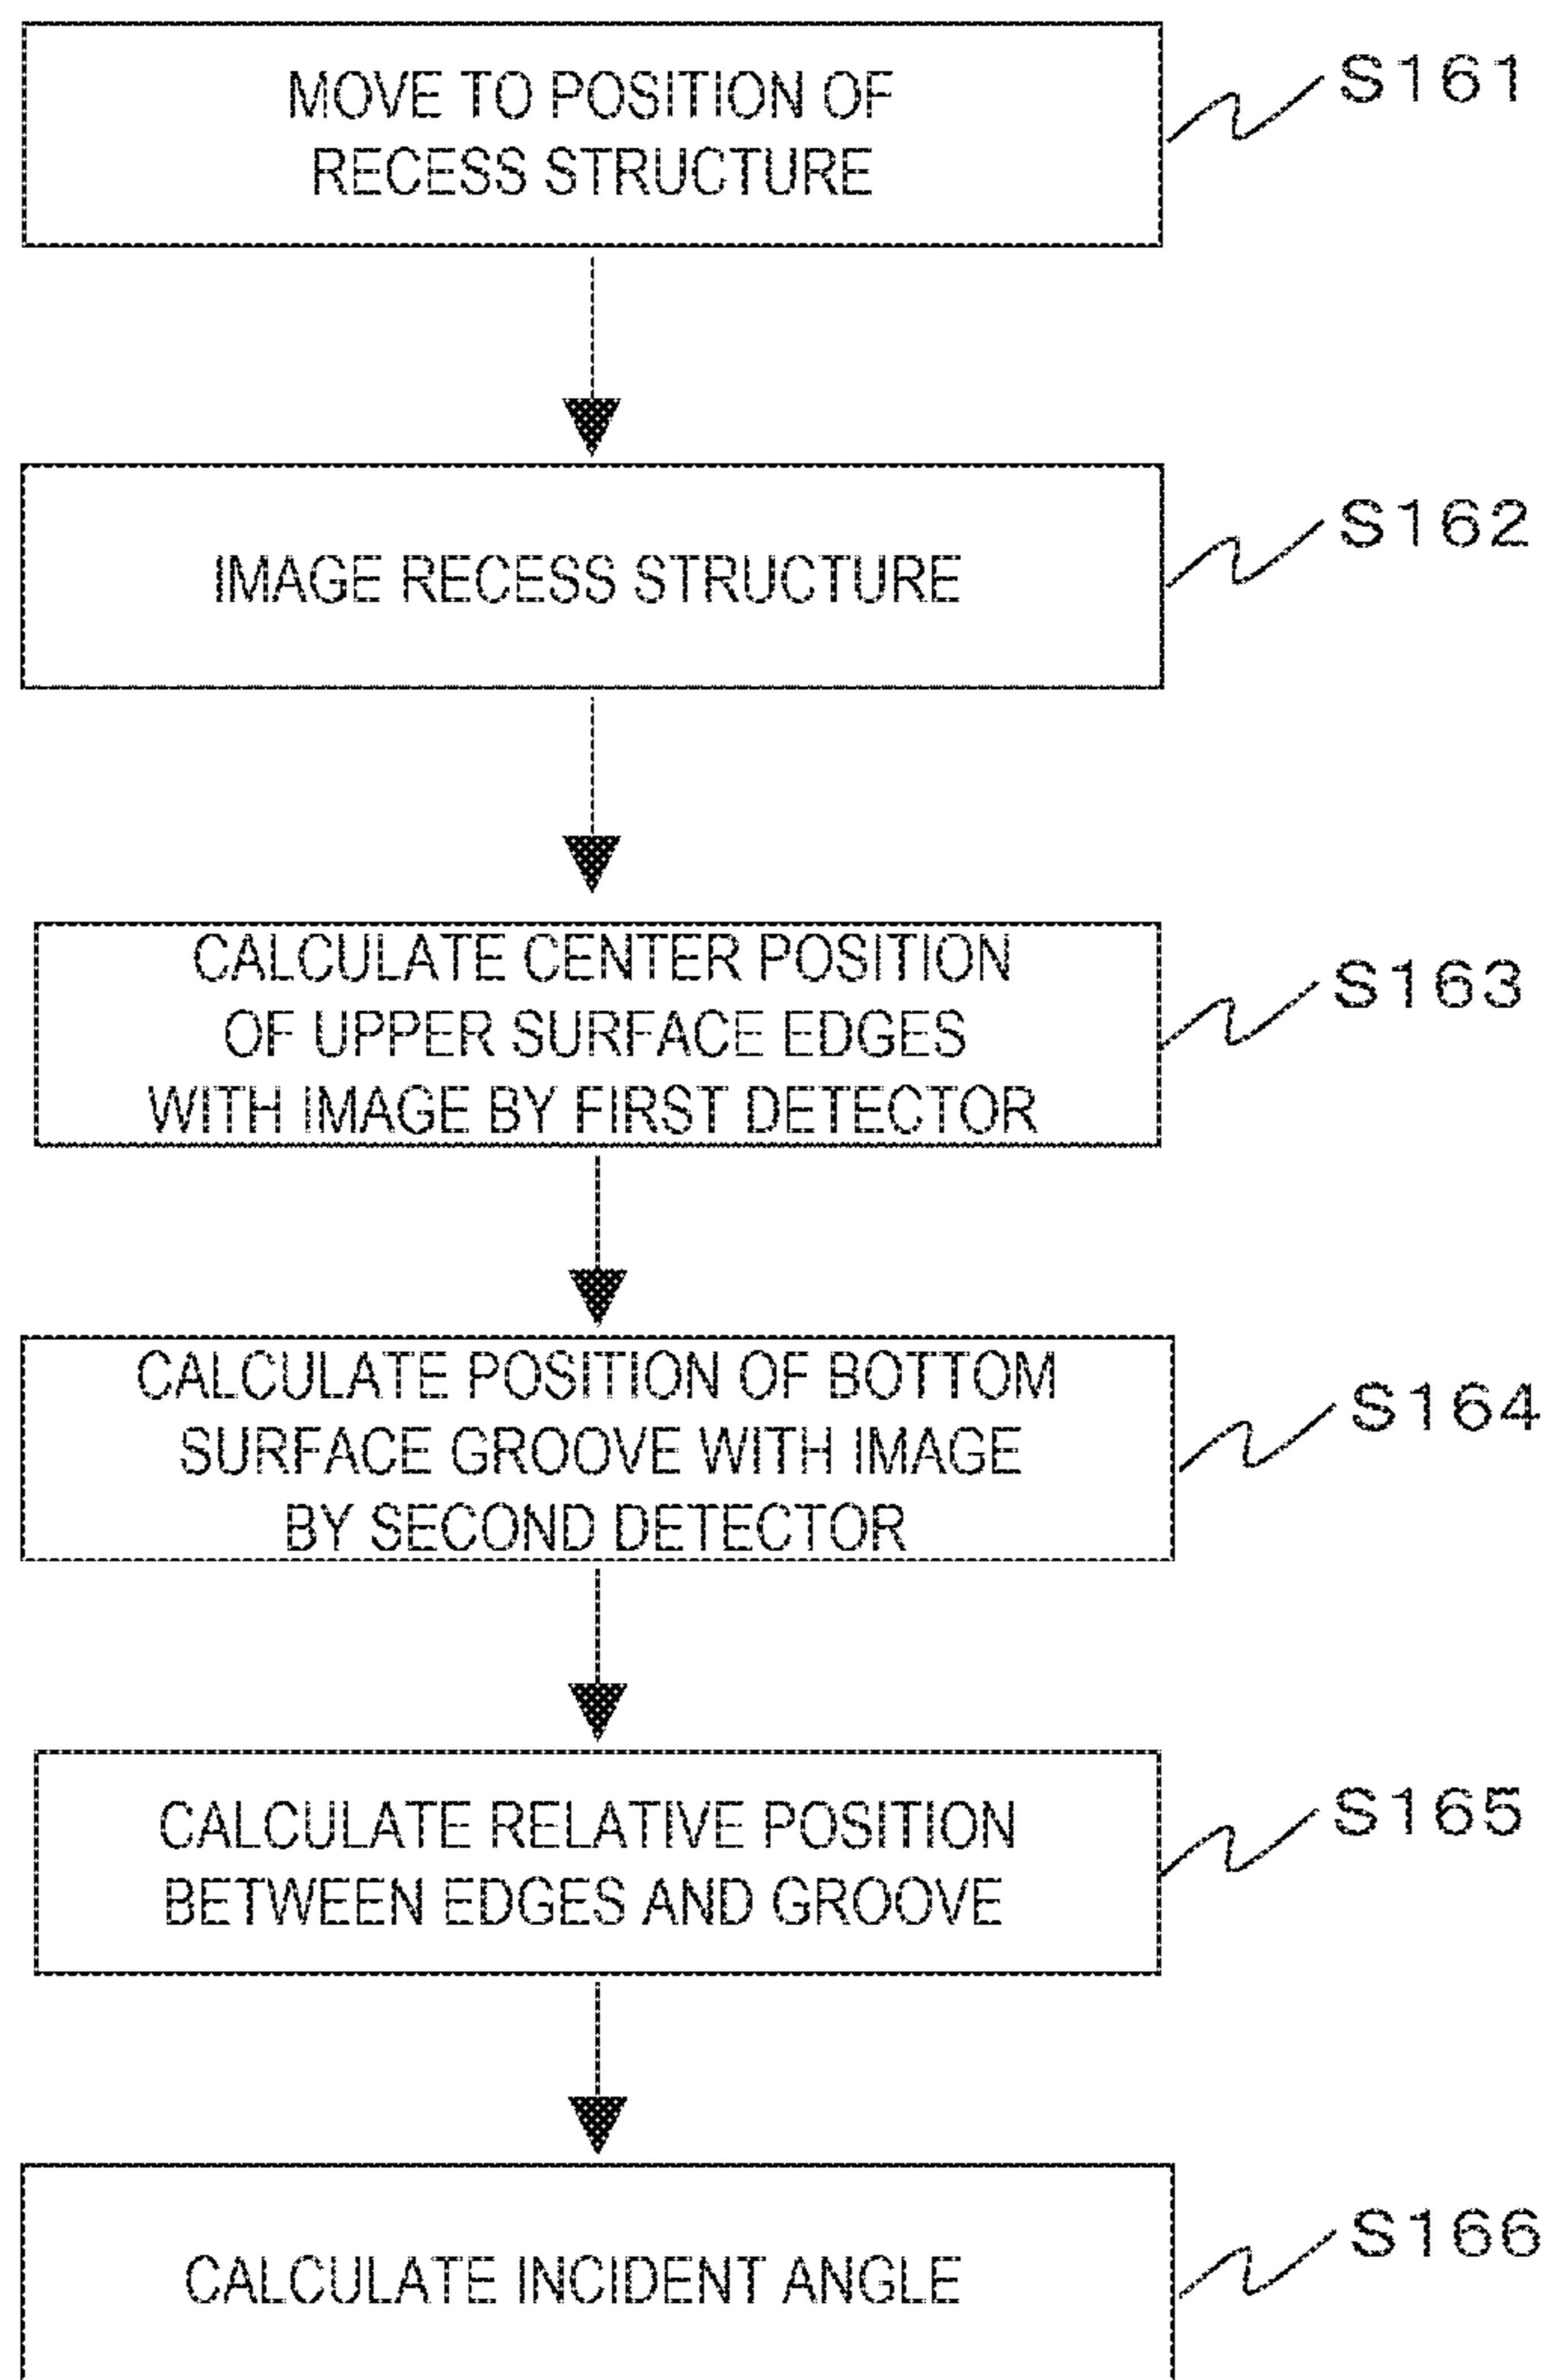 MOVE TO POSITION OF
RECESS STRUCTURE
S161
IMAGE RECESS STRUCTURE
S162
CALCULATE CENTER POSITION
OF UPPER SURFACE EDGES
WITH IMAGE BY FIRST DETECTOR
S163
CALCULATE POSITION OF BOTTOM
SURFACE GROOVE WITH IMAGE
BY SECOND DETECTOR
S164
CALCULATE RELATIVE POSITION
BETWEEN EDGES AND GROOVE
S165
CALCULATE INCIDENT ANGLE
S166